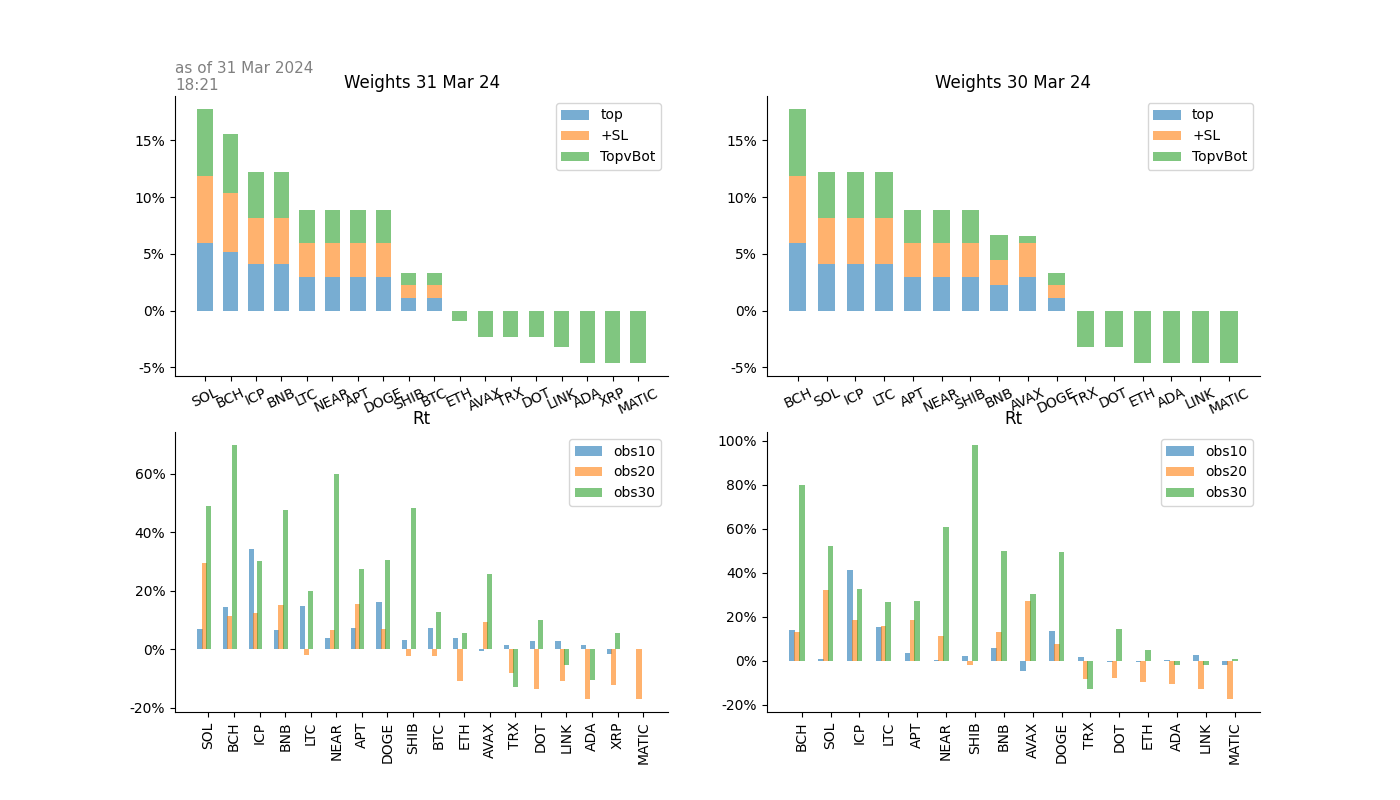 as of 31 Mar 2024
18:21
Weights 31 Mar 24
15%
10%
5%
0%
-5%
top
+SL
TopvBot
SOL BCH ICP BNB LTC NEAR APT DOGE SHIB BTC ETH AVAX TRX DOT LINK ADA XRP MATIC
Weights 30 Mar 24
15%
10%
5%
0%
-5%
top
+SL
TopvBot
BCH SOL ICP LTC APT NEAR SHIB BNB AVAX DOGE TRX DOT ETH ADA LINK MATIC
Rt
60%
40%
20%
0%
-20%
obs10
obs20
obs30
SOL BCH ICP BNB LTC NEAR APT DOGE SHIB BTC ETH AVAX TRX DOT LINK ADA XRP MATIC
Rt
100%
80%
60%
40%
20%
0%
-20%
obs10
obs20
obs30
BCH SOL ICP LTC APT NEAR SHIB BNB AVAX DOGE TRX DOT ETH ADA LINK MATIC